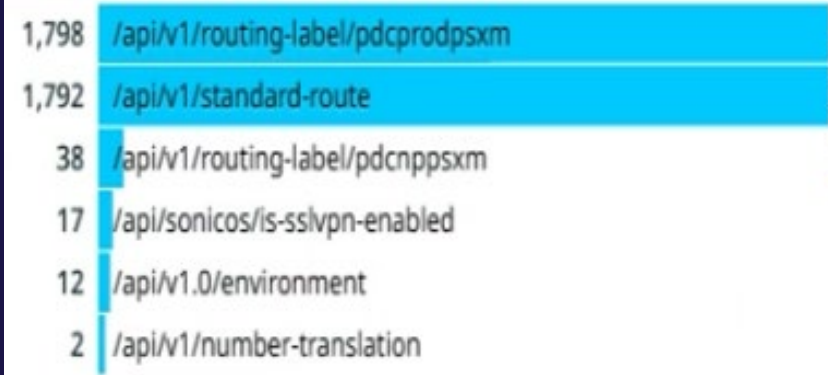 1,798 /api/v1/routing-label/pdcprodpsxm
1,792 /api/v1/standard-route
38 /api/v1/routing-label/pdcnppsxm
17 /api/sonicos/is-sslvpn-enabled
12 /api/v1.0/environment
2 /api/v1/number-translation